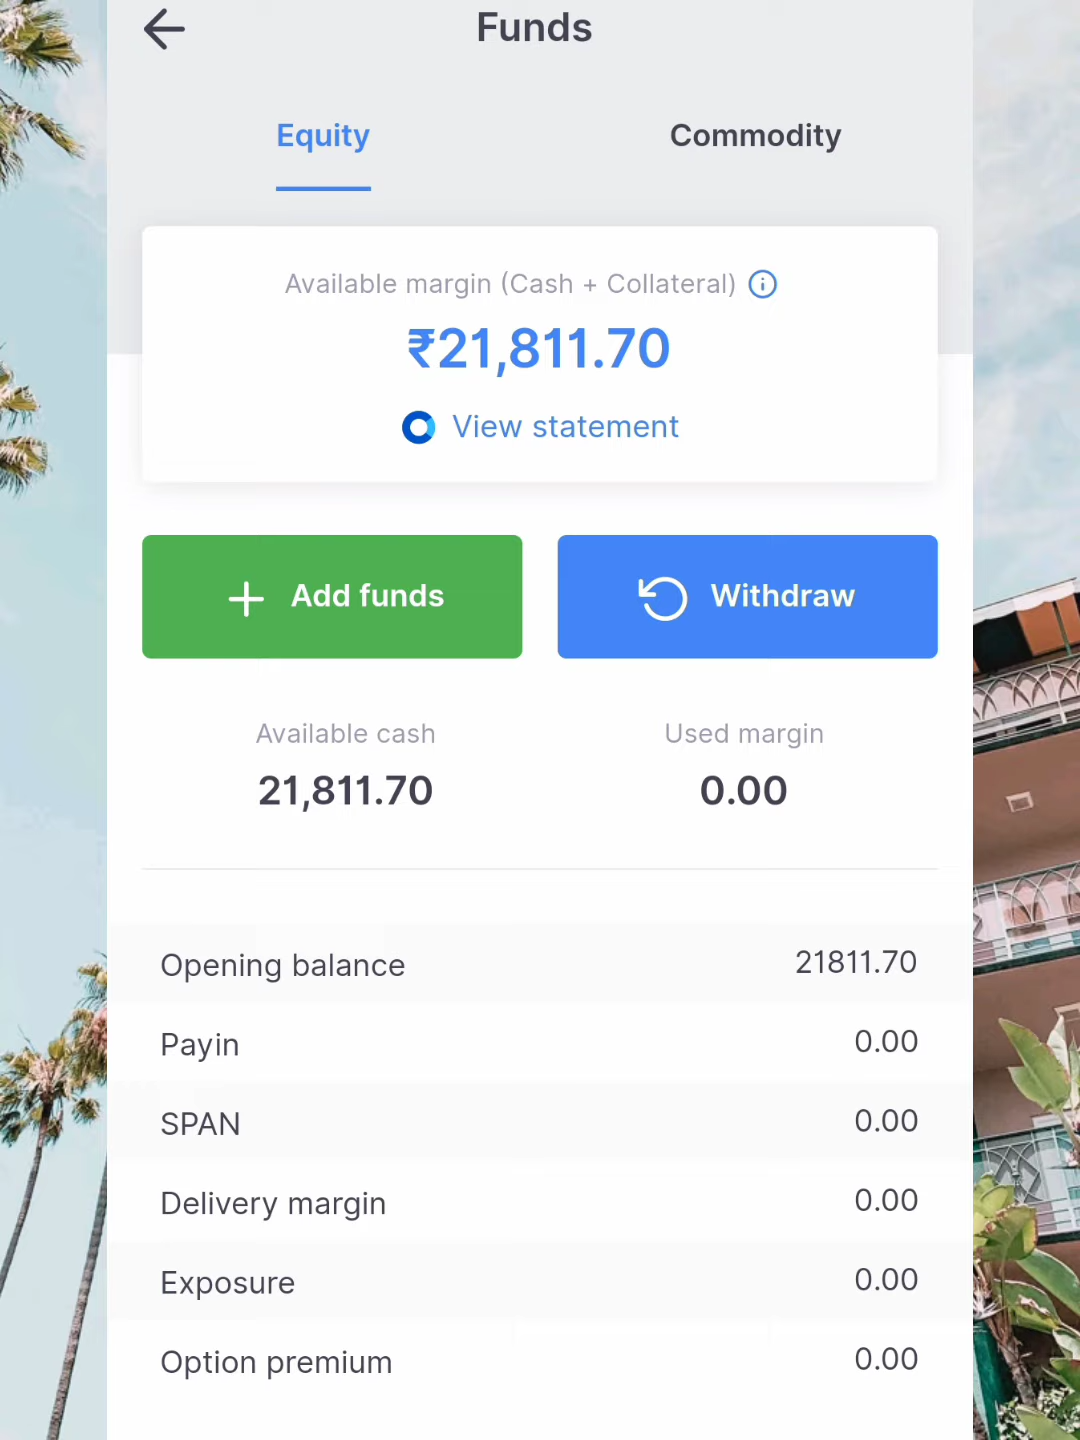 Funds
Equity
Commodity
Available margin (Cash + Collateral)
₹21,811.70
View statement
Add funds
Withdraw
Available cash
Used margin
21,811.70
0.00
Opening balance 21811.70
Payin 0.00
SPAN 0.00
Delivery margin 0.00
Exposure 0.00
Option premium 0.00